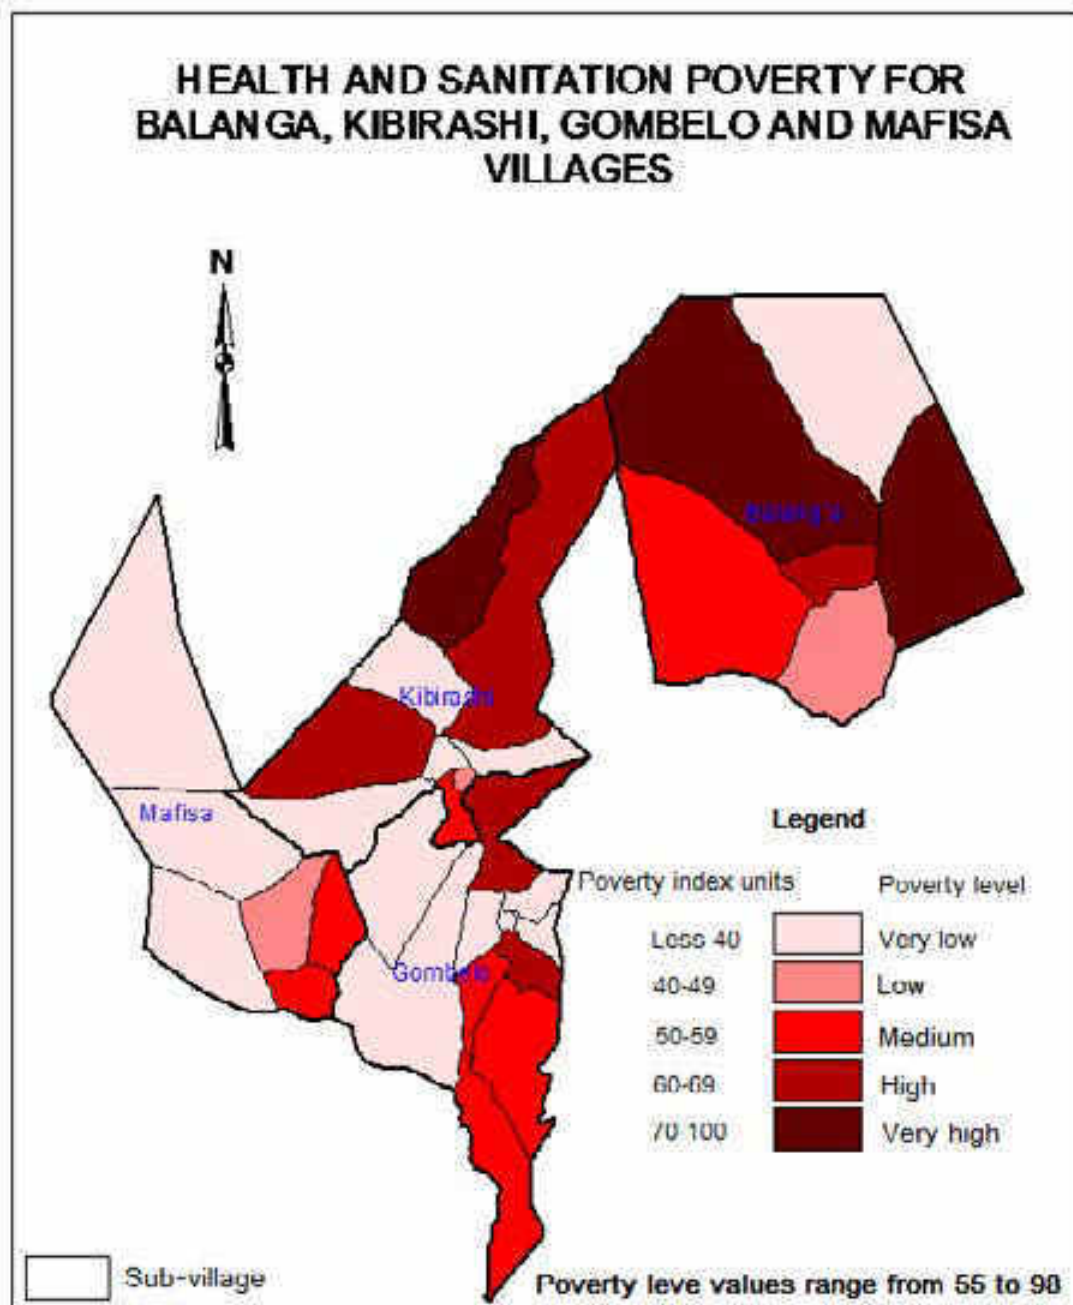 HEALTH AND SANITATION POVERTY FOR
BALANGA, KIBIRASHI, GOMBELO AND MAFISA
VILLAGES
N
Balang'a
Kibirashi
Mafisa
Gombelo
Legend
Poverty index units Poverty level
Less 40 Very low
40-49 Low
50-59 Medium
60-69 High
70-100 Very high
Sub-village
Poverty leve values range from 55 to 98